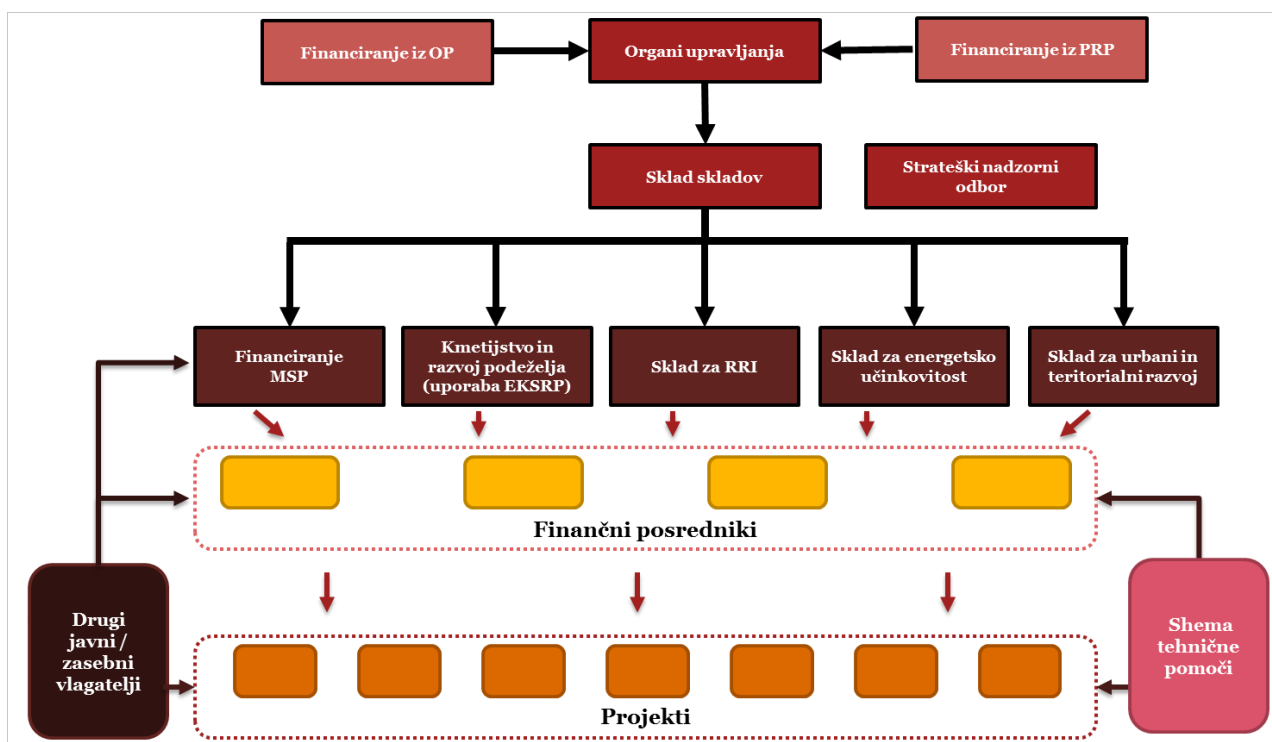 Financiranje iz OP
Organi upravljanja
Financiranje iz PRP
Sklad skladov
Strateški nadzorni
odbor
Financiranje
MSP
Kmetijstvo in
razvoj podeželja
(uporaba EKSRP)
Sklad za RRI
Sklad za energetsko
učinkovitost
Sklad za urbani in
teritorialni razvoj
Finančni posredniki
Drugi
javni /
zasebni
vlagatelji
Shema
tehnične
pomoči
Projekti